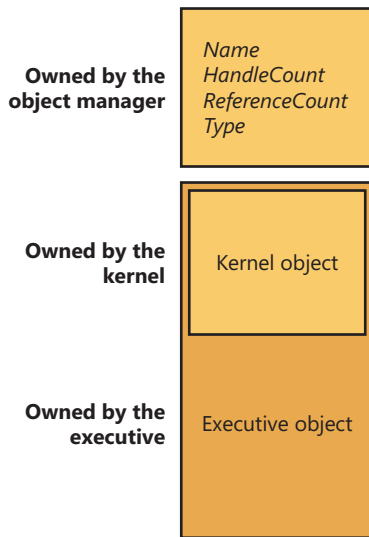 Owned by the
object manager
Name
HandleCount
ReferenceCount
Type
Owned by the
kernel
Kernel object
Owned by the
executive
Executive object